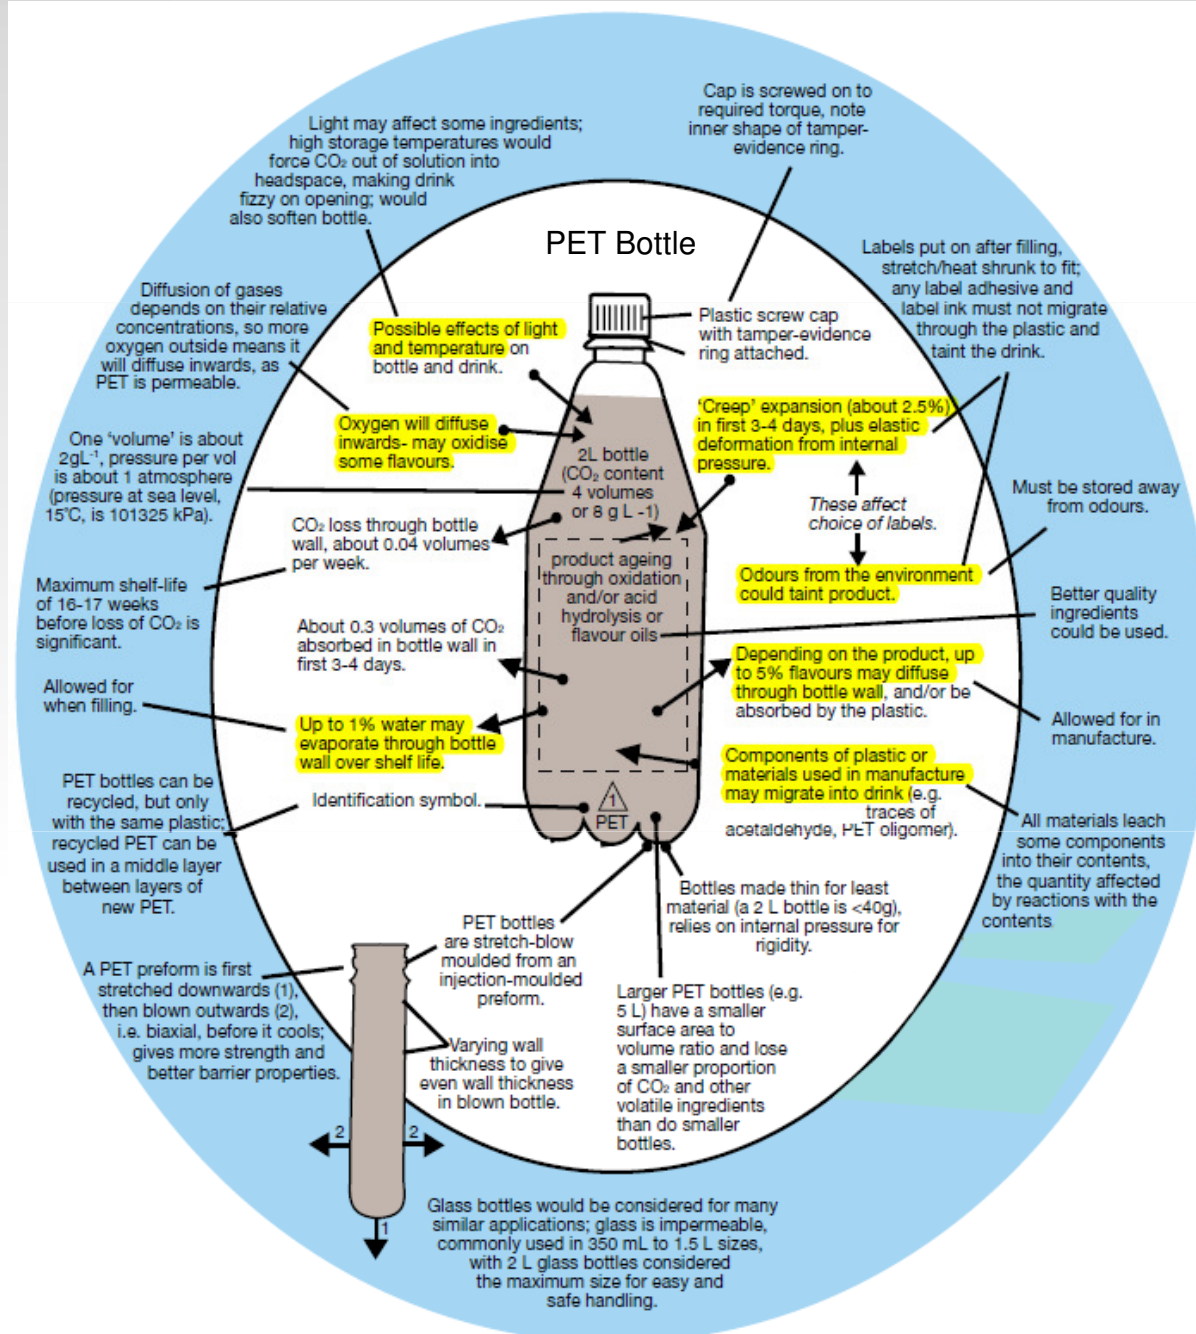 Cap is screwed on to
required torque, note
inner shape of tamper-
evidence ring.
Light may affect some ingredients;
high storage temperatures would
force CO₂ out of solution into
headspace, making drink
fizzy on opening; would
also soften bottle.
PET Bottle
Labels put on after filling,
stretch/heat shrunk to fit;
any label adhesive and
label ink must not migrate
through the plastic and
taint the drink.
Diffusion of gases
depends on their relative
concentrations, so more
oxygen outside means it
will diffuse inwards, as
PET is permeable.
Possible effects of light
and temperature on
bottle and drink.
Plastic screw cap
with tamper-evidence
ring attached.
Oxygen will diffuse
inwards- may oxidise
some flavours.
'Creep' expansion (about 2.5%)
in first 3-4 days, plus elastic
deformation from internal
pressure.
One 'volume' is about
2gL⁻¹, pressure per vol
is about 1 atmosphere
(pressure at sea level,
15°C, is 101325 kPa).
2L bottle
(CO₂ content
4 volumes
or 8 g L -1)
These affect
choice of labels.
Must be stored away
from odours.
CO₂ loss through bottle
wall, about 0.04 volumes
per week.
product ageing
through oxidation
and/or acid
hydrolysis or
flavour oils
Odours from the environment
could taint product.
Maximum shelf-life
of 16-17 weeks
before loss of CO₂ is
significant.
Better quality
ingredients
could be used.
About 0.3 volumes of CO₂
absorbed in bottle wall in
first 3-4 days.
Depending on the product, up
to 5% flavours may diffuse
through bottle wall, and/or be
absorbed by the plastic.
Allowed for
when filling.
Up to 1% water may
evaporate through bottle
wall over shelf life.
Allowed for in
manufacture.
Components of plastic or
materials used in manufacture
may migrate into drink (e.g.
traces of
acetaldehyde, PET oligomer).
PET bottles can be
recycled, but only
with the same plastic;
recycled PET can be
used in a middle layer
between layers of
new PET.
Identification symbol.
1
PET
All materials leach
some components
into their contents,
the quantity affected
by reactions with the
contents
Bottles made thin for least
material (a 2 L bottle is <40g),
relies on internal pressure for
rigidity.
PET bottles
are stretch-blow
moulded from an
injection-moulded
preform.
A PET preform is first
stretched downwards (1),
then blown outwards (2),
i.e. biaxial, before it cools;
gives more strength and
better barrier properties.
Larger PET bottles (e.g.
5 L) have a smaller
surface area to
volume ratio and lose
a smaller proportion
of CO₂ and other
volatile ingredients
than do smaller
bottles.
Varying wall
thickness to give
even wall thickness
in blown bottle.
2 2
1
Glass bottles would be considered for many
similar applications; glass is impermeable,
commonly used in 350 mL to 1.5 L sizes,
with 2 L glass bottles considered
the maximum size for easy and
safe handling.